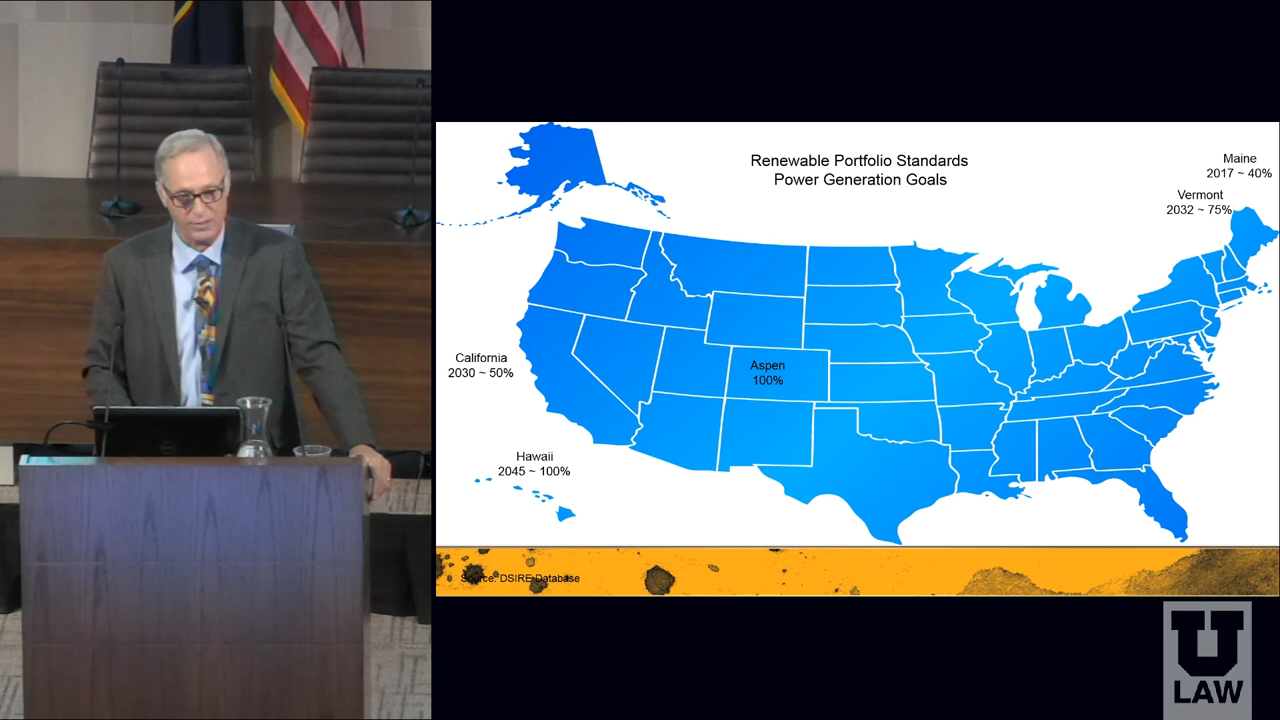 Renewable Portfolio Standards
Power Generation Goals
Maine
2017 ~ 40%
Vermont
2032 ~ 75%
California
2030 ~ 50%
Aspen
100%
Hawaii
2045 ~ 100%
Source: DSIRE Database
U
LAW